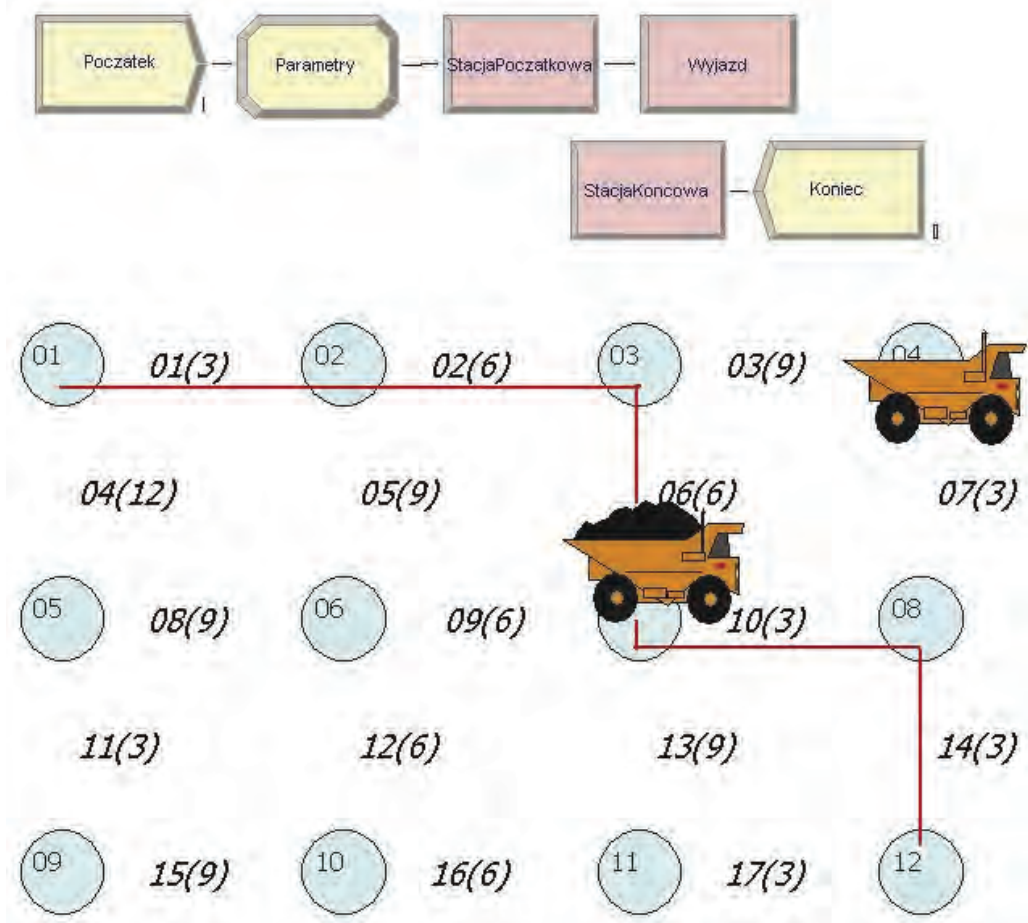 Poczatek Parametry StacjaPoczatkowa Wyjazd
StacjaKoncowa Koniec
01 01(3) 02 02(6) 03 03(9) 04
04(12) 05(9) 06(6) 07(3)
05 08(9) 06 09(6) 10(3) 08
11(3) 12(6) 13(9) 14(3)
09 15(9) 10 16(6) 11 17(3) 12